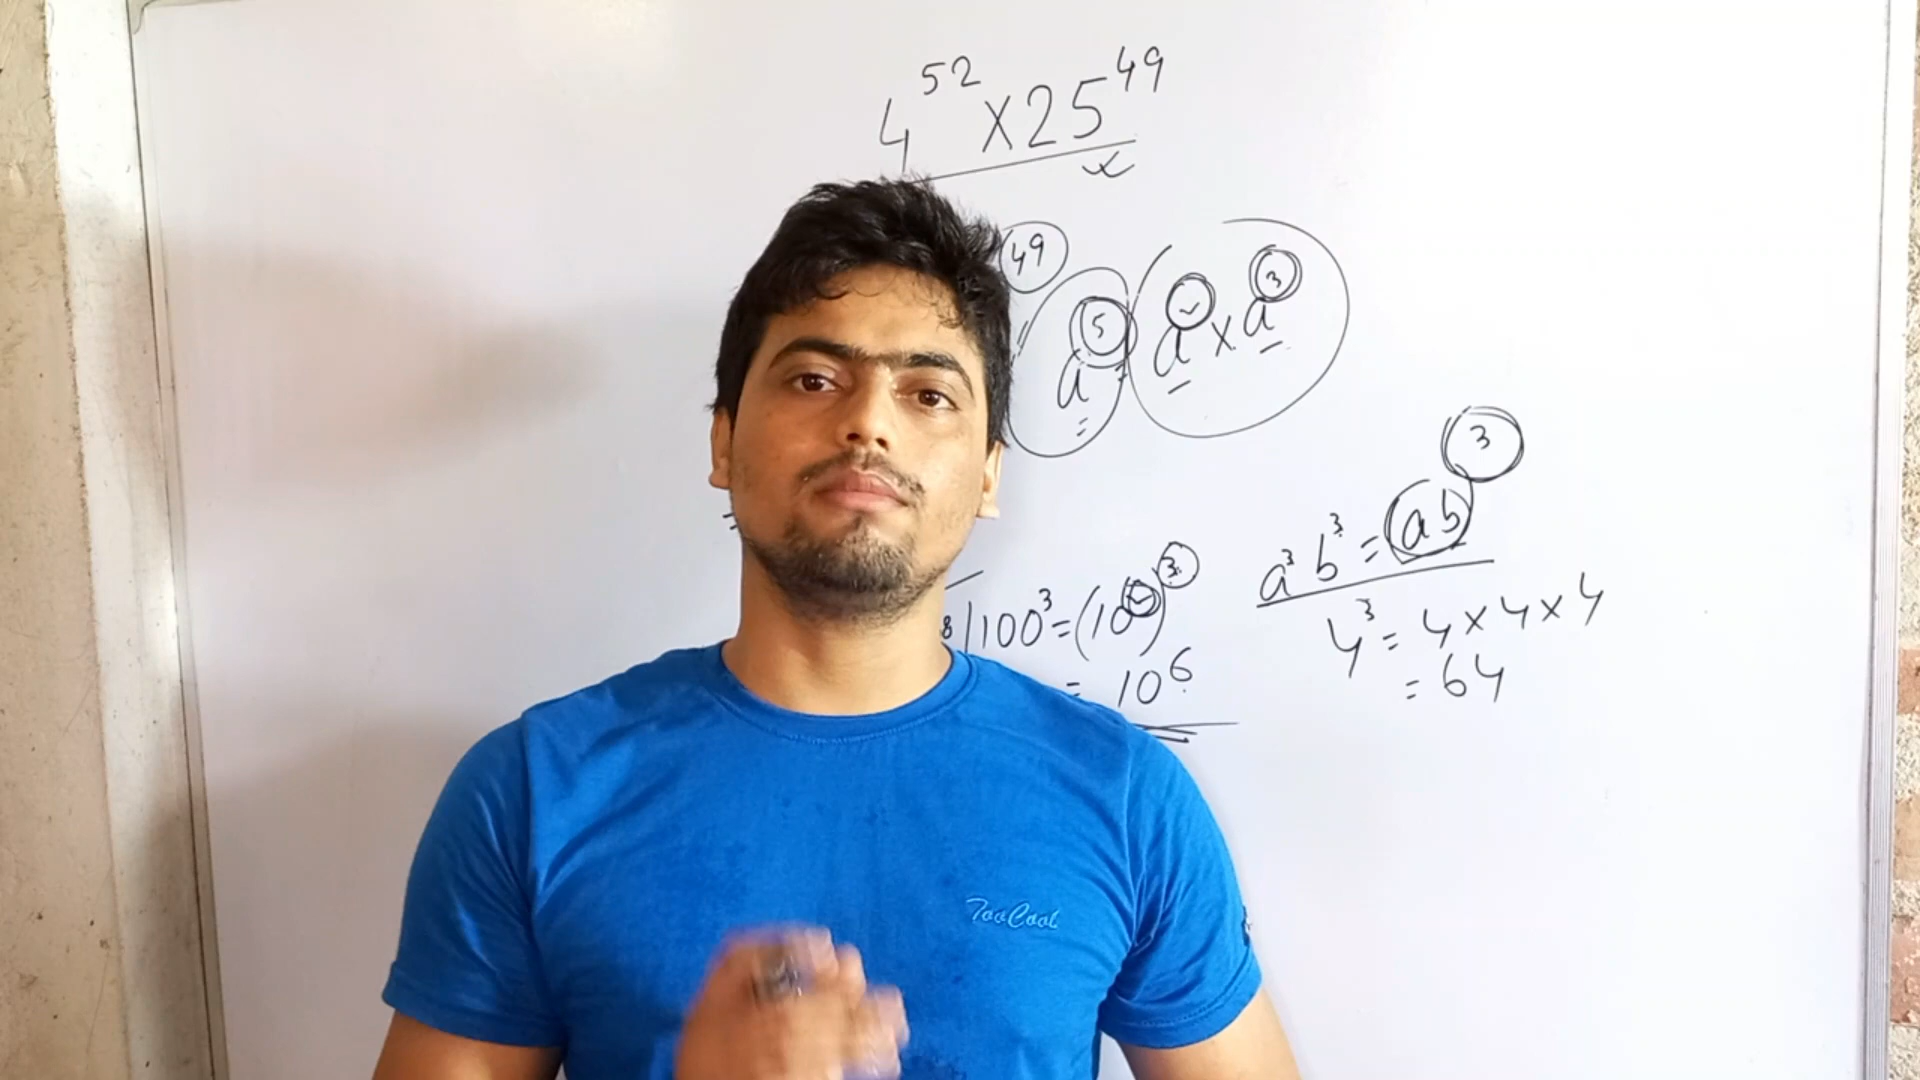 4^52 × 25^49
49
a^5 = a^2 × a^3
a^3 b^3 = (ab)^3
8 | 100^3 = (10^2)^3
= 10^6
4^3 = 4 × 4 × 4
= 64
TooCool